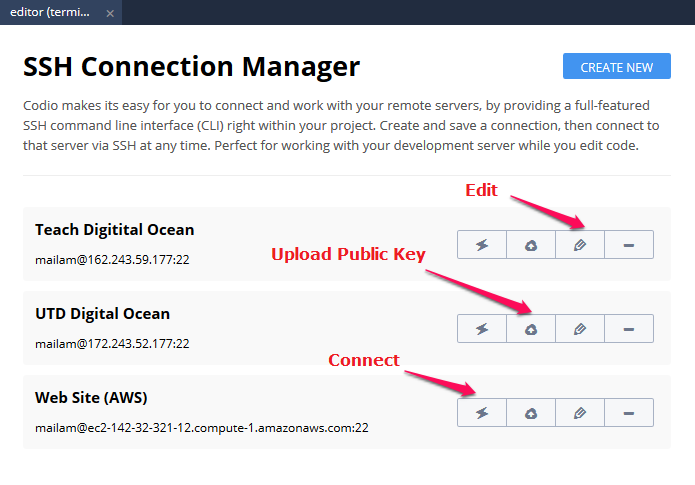 editor (termi... ×
SSH Connection Manager
CREATE NEW
Codio makes its easy for you to connect and work with your remote servers, by providing a full-featured
SSH command line interface (CLI) right within your project. Create and save a connection, then connect to
that server via SSH at any time. Perfect for working with your development server while you edit code.
Edit
Teach Digitital Ocean
mailam@162.243.59.177:22
Upload Public Key
UTD Digital Ocean
mailam@172.243.52.177:22
Connect
Web Site (AWS)
mailam@ec2-142-32-321-12.compute-1.amazonaws.com:22